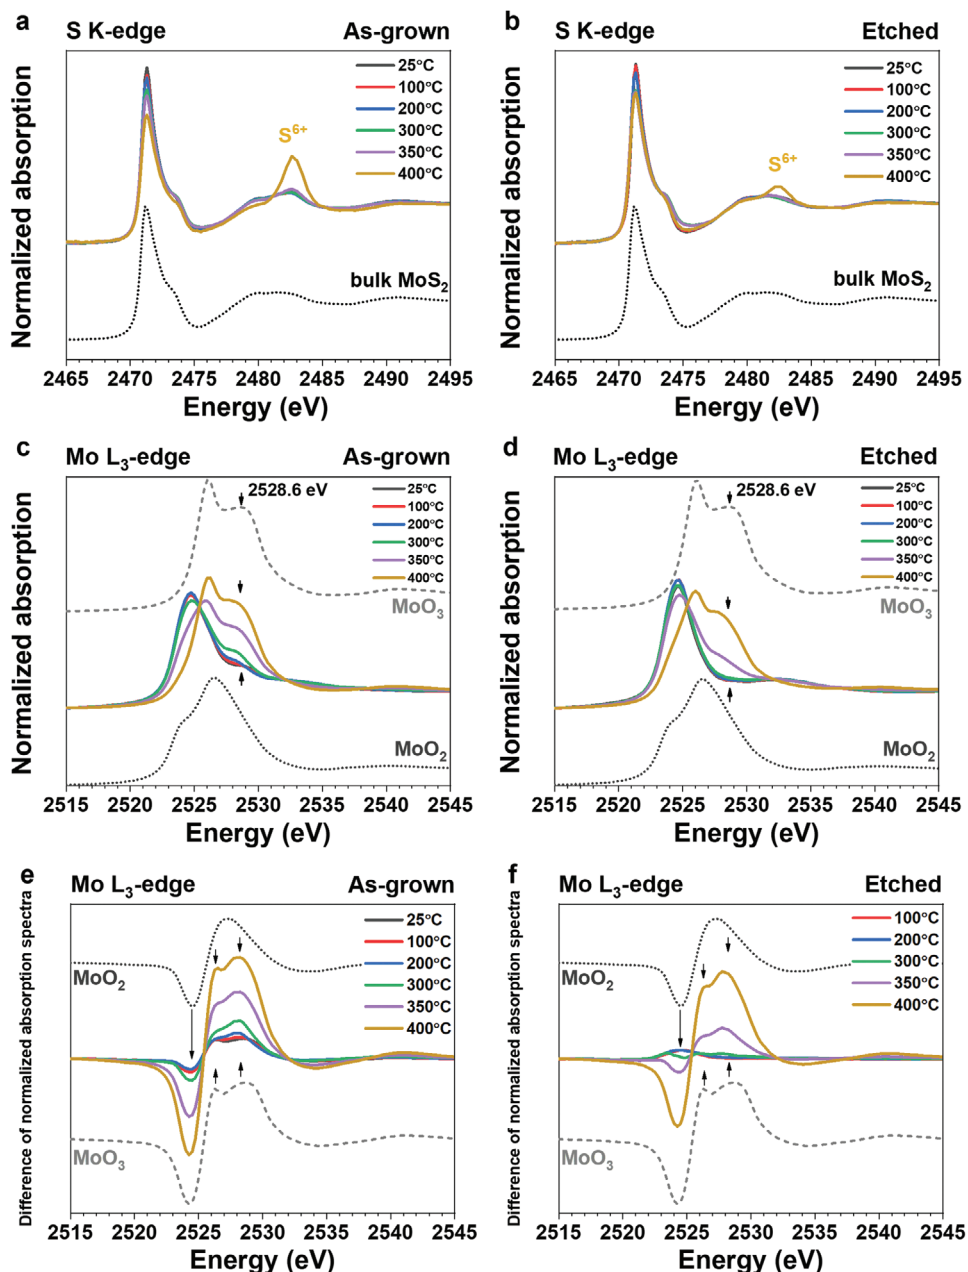 a
S K-edge As-grown
25°C
100°C
200°C
300°C
350°C
400°C
S6+
bulk MoS2
Normalized absorption
2465 2470 2475 2480 2485 2490 2495
Energy (eV)
b
S K-edge Etched
25°C
100°C
200°C
300°C
350°C
400°C
S6+
bulk MoS2
Normalized absorption
2465 2470 2475 2480 2485 2490 2495
Energy (eV)
c
Mo L3-edge As-grown
2528.6 eV
25°C
100°C
200°C
300°C
350°C
400°C
MoO3
MoO2
Normalized absorption
2515 2520 2525 2530 2535 2540 2545
Energy (eV)
d
Mo L3-edge Etched
2528.6 eV
25°C
100°C
200°C
300°C
350°C
400°C
MoO3
MoO2
Normalized absorption
2515 2520 2525 2530 2535 2540 2545
Energy (eV)
e
Mo L3-edge As-grown
25°C
100°C
200°C
300°C
350°C
400°C
MoO2
MoO3
Difference of normalized absorption spectra
2515 2520 2525 2530 2535 2540 2545
Energy (eV)
f
Mo L3-edge Etched
100°C
200°C
300°C
350°C
400°C
MoO2
MoO3
Difference of normalized absorption spectra
2515 2520 2525 2530 2535 2540 2545
Energy (eV)